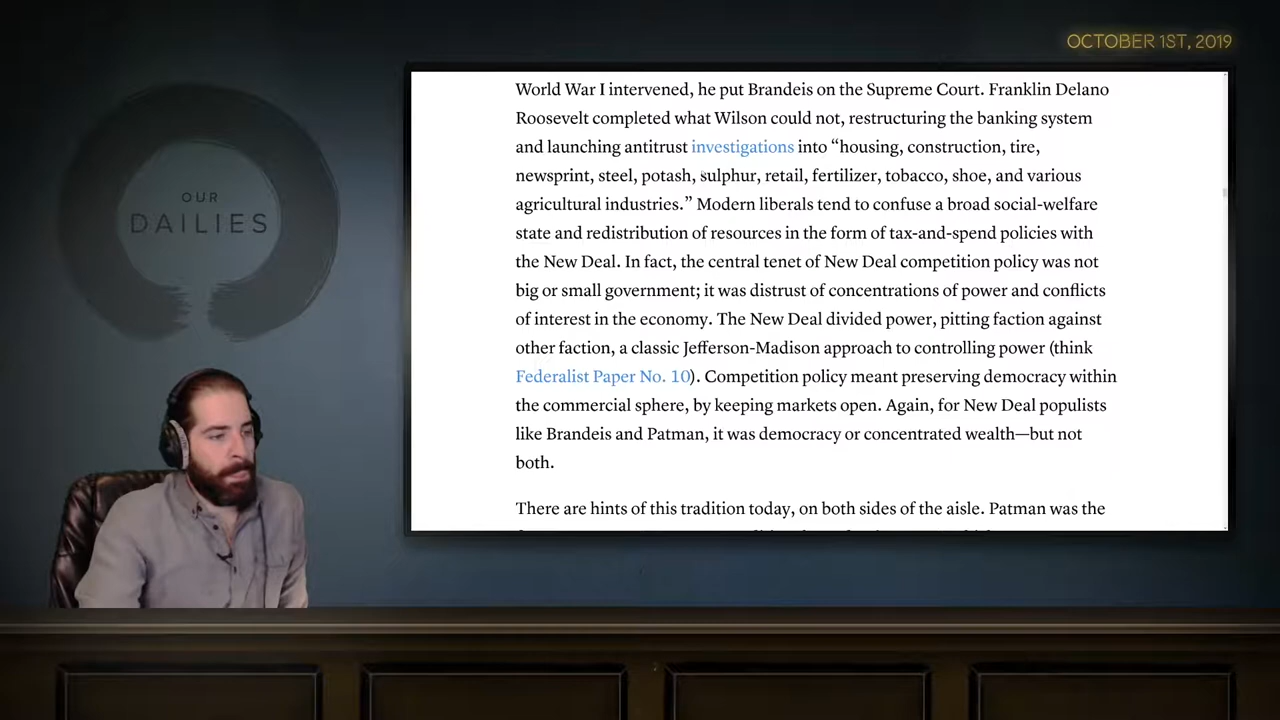 OCTOBER 1ST, 2019
OUR
DAILIES
World War I intervened, he put Brandeis on the Supreme Court. Franklin Delano
Roosevelt completed what Wilson could not, restructuring the banking system
and launching antitrust investigations into “housing, construction, tire,
newsprint, steel, potash, sulphur, retail, fertilizer, tobacco, shoe, and various
agricultural industries.” Modern liberals tend to confuse a broad social-welfare
state and redistribution of resources in the form of tax-and-spend policies with
the New Deal. In fact, the central tenet of New Deal competition policy was not
big or small government; it was distrust of concentrations of power and conflicts
of interest in the economy. The New Deal divided power, pitting faction against
other faction, a classic Jefferson-Madison approach to controlling power (think
Federalist Paper No. 10). Competition policy meant preserving democracy within
the commercial sphere, by keeping markets open. Again, for New Deal populists
like Brandeis and Patman, it was democracy or concentrated wealth—but not
both.
There are hints of this tradition today, on both sides of the aisle. Patman was the